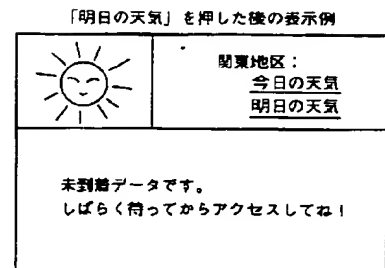 「明日の天気」を押した後の表示例
関東地区：
今日の天気
明日の天気
未到着データです。
しばらく待ってからアクセスしてね！